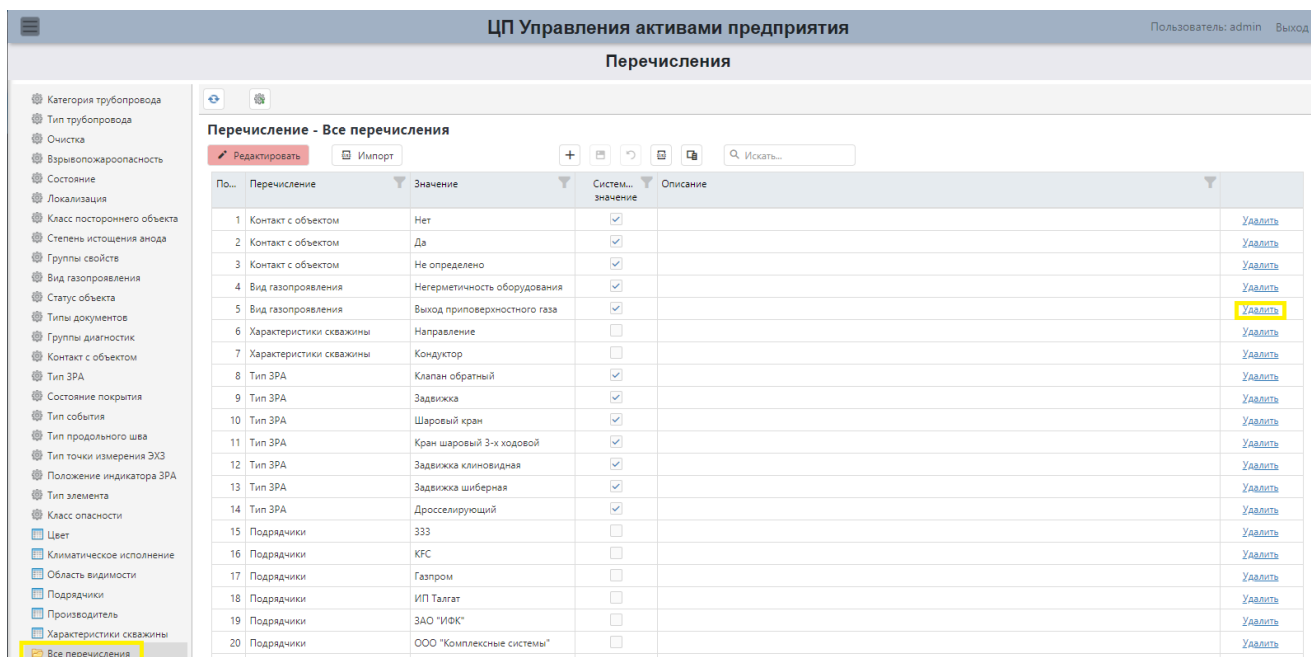 ЦП Управления активами предприятия
Пользователь: admin Выход
Перечисления
Категория трубопровода
Тип трубопровода
Очистка
Взрывопожароопасность
Состояние
Локализация
Класс постороннего объекта
Степень истощения анода
Группы свойств
Вид газопроявления
Статус объекта
Типы документов
Группы диагностик
Контакт с объектом
Тип ЗРА
Состояние покрытия
Тип события
Тип продольного шва
Тип точки измерения ЭХЗ
Положение индикатора ЗРА
Тип элемента
Класс опасности
Цвет
Климатическое исполнение
Область видимости
Подрядчики
Производитель
Характеристики скважины
Все перечисления
Перечисление - Все перечисления
Редактировать Импорт Искать...
По... Перечисление Значение Систем... Описание
значение
1 Контакт с объектом Нет Удалить
2 Контакт с объектом Да Удалить
3 Контакт с объектом Не определено Удалить
4 Вид газопроявления Негерметичность оборудования Удалить
5 Вид газопроявления Выход приповерхностного газа Удалить
6 Характеристики скважины Направление Удалить
7 Характеристики скважины Кондуктор Удалить
8 Тип ЗРА Клапан обратный Удалить
9 Тип ЗРА Задвижка Удалить
10 Тип ЗРА Шаровый кран Удалить
11 Тип ЗРА Кран шаровый 3-х ходовой Удалить
12 Тип ЗРА Задвижка клиновидная Удалить
13 Тип ЗРА Задвижка шиберная Удалить
14 Тип ЗРА Дросселирующий Удалить
15 Подрядчики 333 Удалить
16 Подрядчики KFC Удалить
17 Подрядчики Газпром Удалить
18 Подрядчики ИП Талгат Удалить
19 Подрядчики ЗАО "ИФК" Удалить
20 Подрядчики ООО "Комплексные системы" Удалить